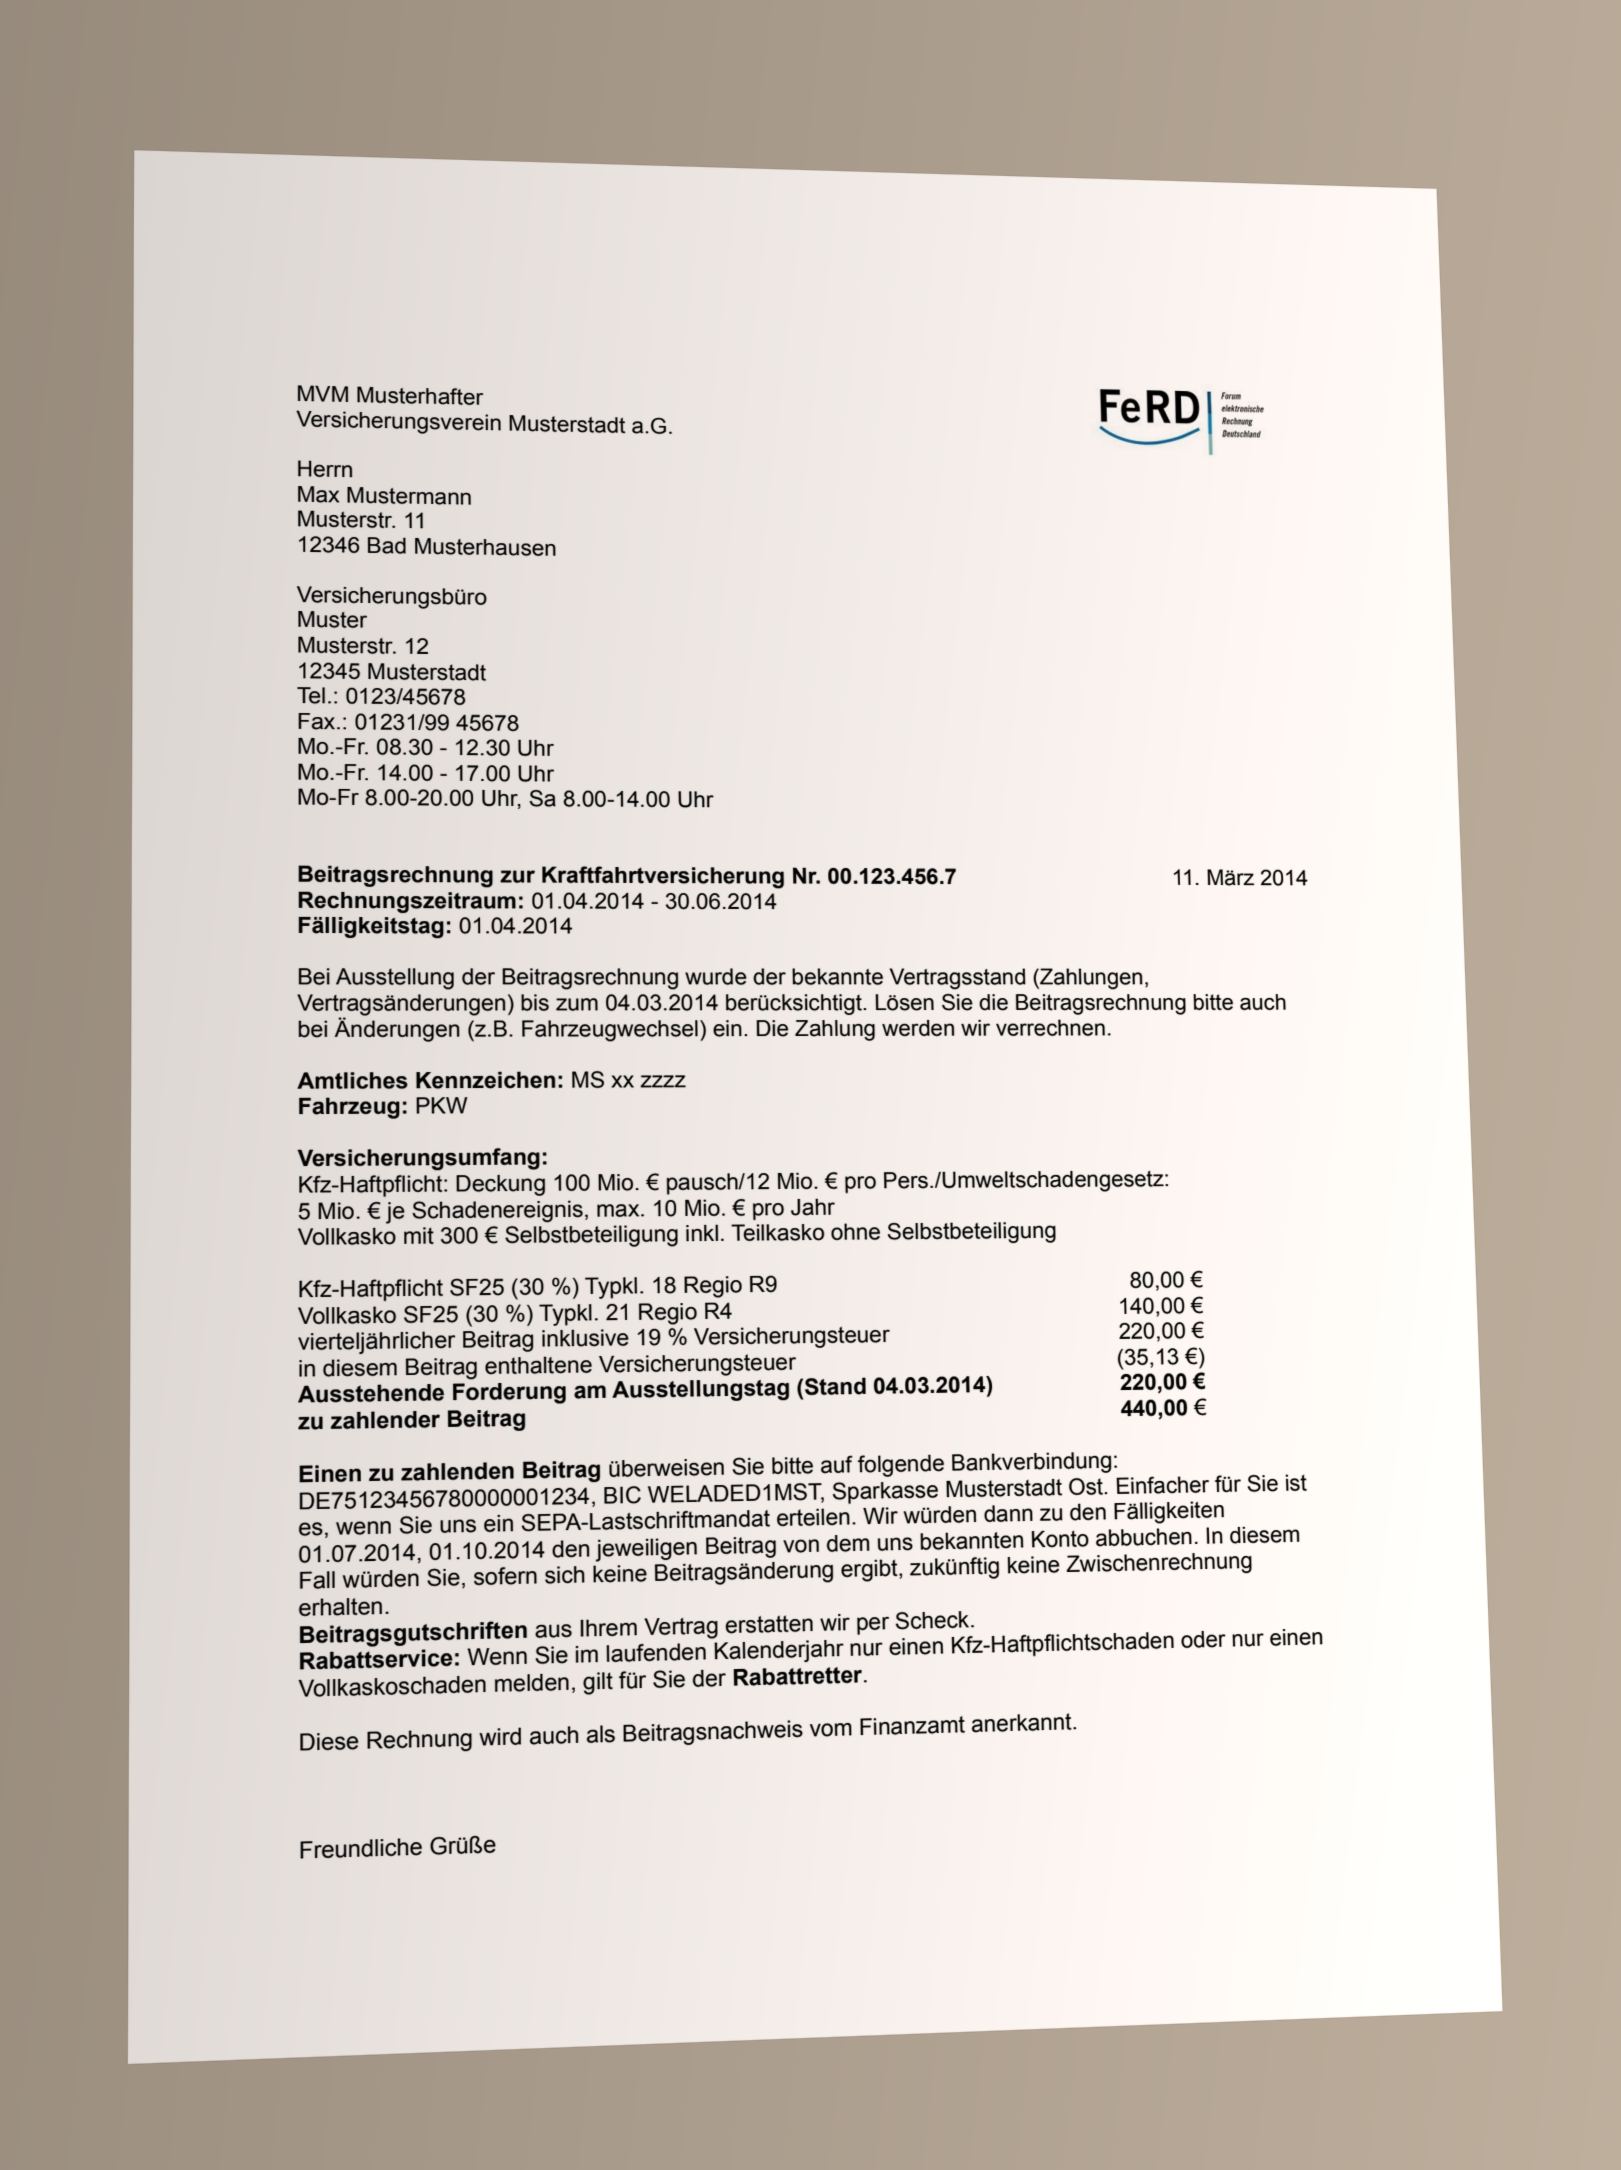 MVM Musterhafter
Versicherungsverein Musterstadt a.G.
FeRD
Forum
elektronische
Rechnung
Deutschland
Herrn
Max Mustermann
Musterstr. 11
12346 Bad Musterhausen
Versicherungsbüro
Muster
Musterstr. 12
12345 Musterstadt
Tel.: 0123/45678
Fax.: 01231/99 45678
Mo.-Fr. 08.30 - 12.30 Uhr
Mo.-Fr. 14.00 - 17.00 Uhr
Mo-Fr 8.00-20.00 Uhr, Sa 8.00-14.00 Uhr
Beitragsrechnung zur Kraftfahrtversicherung Nr. 00.123.456.7 11. März 2014
Rechnungszeitraum: 01.04.2014 - 30.06.2014
Fälligkeitstag: 01.04.2014
Bei Ausstellung der Beitragsrechnung wurde der bekannte Vertragsstand (Zahlungen,
Vertragsänderungen) bis zum 04.03.2014 berücksichtigt. Lösen Sie die Beitragsrechnung bitte auch
bei Änderungen (z.B. Fahrzeugwechsel) ein. Die Zahlung werden wir verrechnen.
Amtliches Kennzeichen: MS xx zzzz
Fahrzeug: PKW
Versicherungsumfang:
Kfz-Haftpflicht: Deckung 100 Mio. € pausch/12 Mio. € pro Pers./Umweltschadengesetz:
5 Mio. € je Schadenereignis, max. 10 Mio. € pro Jahr
Vollkasko mit 300 € Selbstbeteiligung inkl. Teilkasko ohne Selbstbeteiligung
Kfz-Haftpflicht SF25 (30 %) Typkl. 18 Regio R9 80,00 €
Vollkasko SF25 (30 %) Typkl. 21 Regio R4 140,00 €
vierteljährlicher Beitrag inklusive 19 % Versicherungsteuer 220,00 €
in diesem Beitrag enthaltene Versicherungsteuer (35,13 €)
Ausstehende Forderung am Ausstellungstag (Stand 04.03.2014) 220,00 €
zu zahlender Beitrag 440,00 €
Einen zu zahlenden Beitrag überweisen Sie bitte auf folgende Bankverbindung:
DE75123456780000001234, BIC WELADED1MST, Sparkasse Musterstadt Ost. Einfacher für Sie ist
es, wenn Sie uns ein SEPA-Lastschriftmandat erteilen. Wir würden dann zu den Fälligkeiten
01.07.2014, 01.10.2014 den jeweiligen Beitrag von dem uns bekannten Konto abbuchen. In diesem
Fall würden Sie, sofern sich keine Beitragsänderung ergibt, zukünftig keine Zwischenrechnung
erhalten.
Beitragsgutschriften aus Ihrem Vertrag erstatten wir per Scheck.
Rabattservice: Wenn Sie im laufenden Kalenderjahr nur einen Kfz-Haftpflichtschaden oder nur einen
Vollkaskoschaden melden, gilt für Sie der Rabattretter.
Diese Rechnung wird auch als Beitragsnachweis vom Finanzamt anerkannt.
Freundliche Grüße